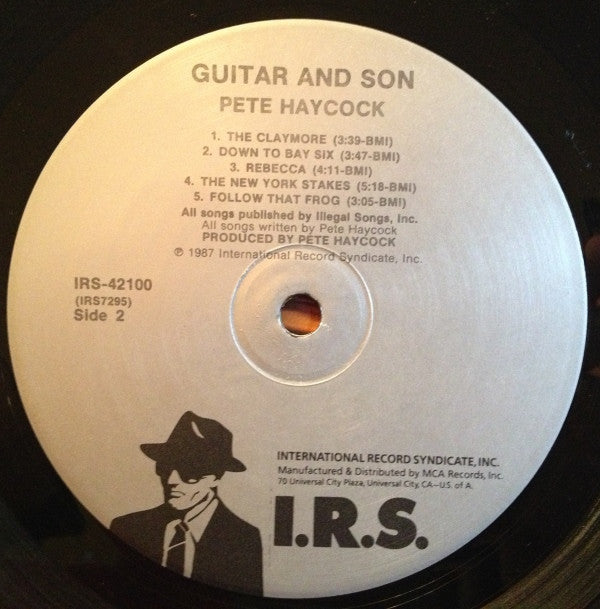 GUITAR AND SON
PETE HAYCOCK
1. THE CLAYMORE (3:39-BMI)
2. DOWN TO BAY SIX (3:47-BMI)
3. REBECCA (4:11-BMI)
4. THE NEW YORK STAKES (5:18-BMI)
5. FOLLOW THAT FROG (3:05-BMI)
All songs published by Illegal Songs, Inc.
All songs written by Pete Haycock
PRODUCED BY PETE HAYCOCK
℗ 1987 International Record Syndicate, Inc.
IRS-42100
(IRS7295)
Side 2
INTERNATIONAL RECORD SYNDICATE, INC.
Manufactured & Distributed by MCA Records, Inc.
70 Universal City Plaza, Universal City, CA–U.S. of A.
I.R.S.